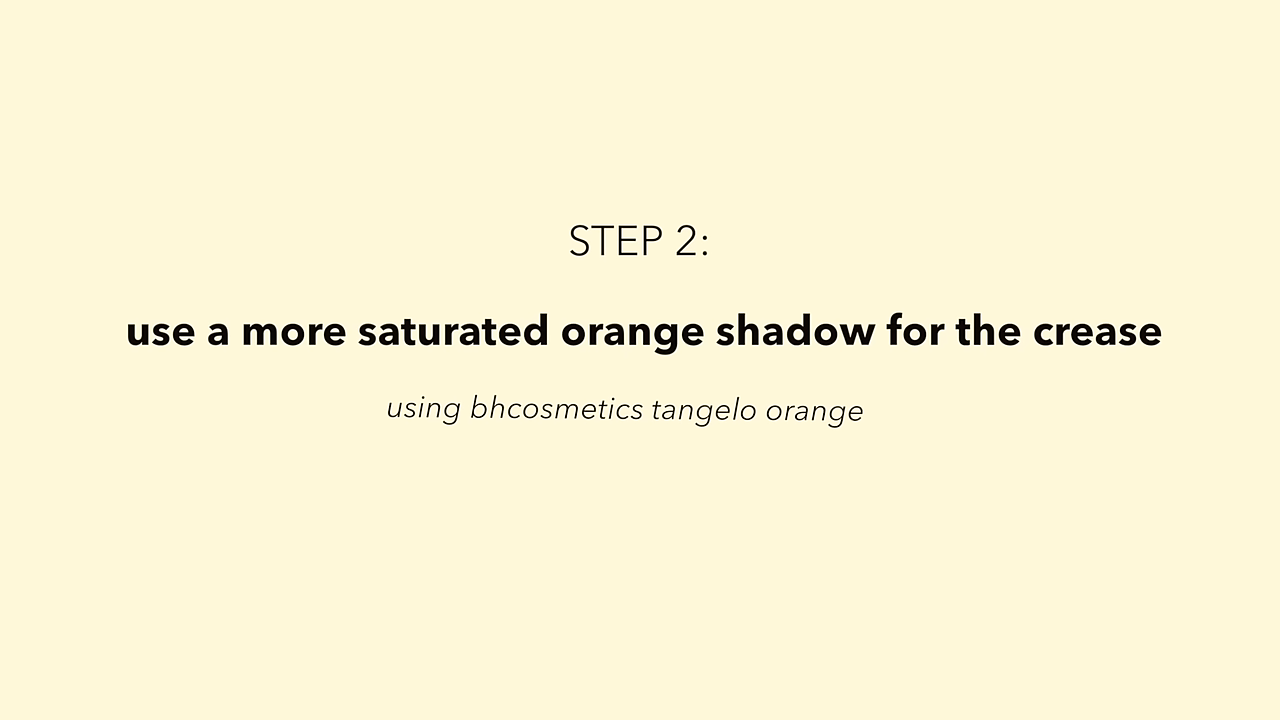 STEP 2:
use a more saturated orange shadow for the crease
using bhcosmetics tangelo orange